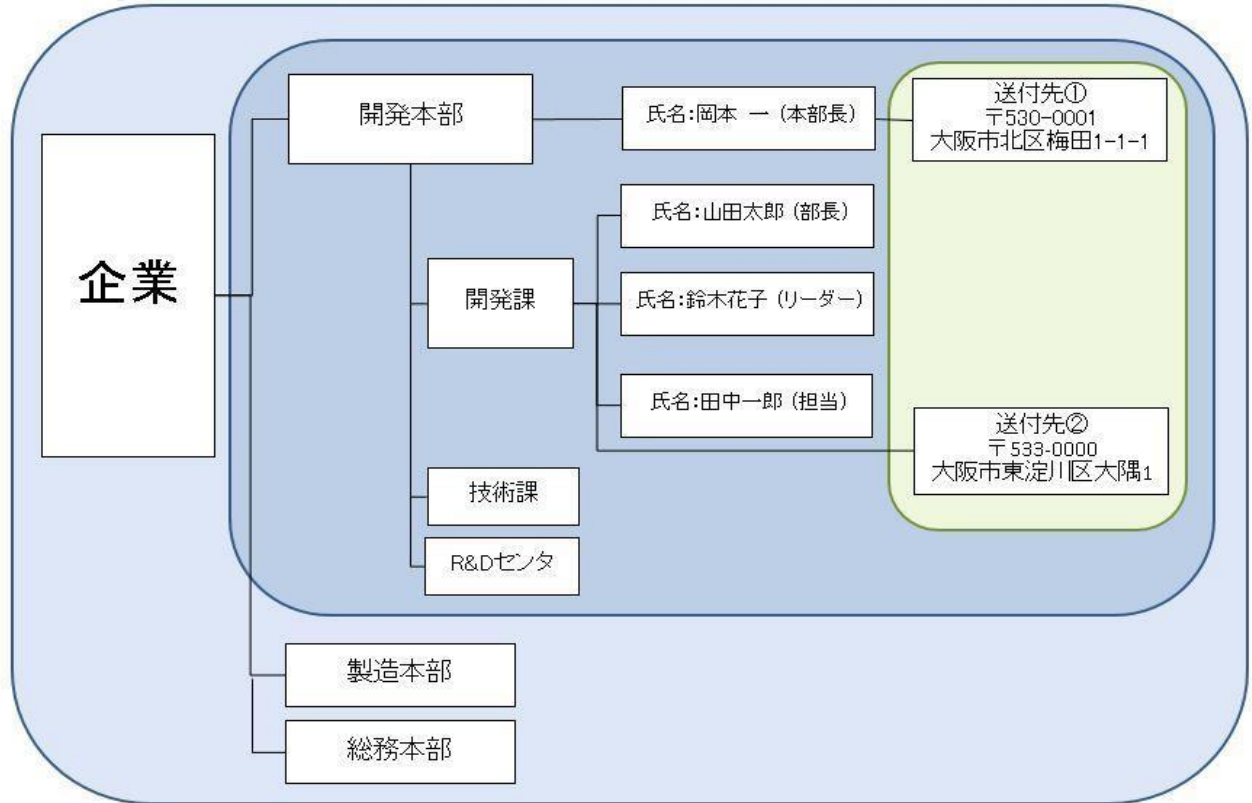 企業
開発本部
氏名:岡本 一 (本部長)
送付先①
〒530-0001
大阪市北区梅田1-1-1
氏名:山田太郎 (部長)
開発課
氏名:鈴木花子 (リーダー)
氏名:田中一郎 (担当)
送付先②
〒533-0000
大阪市東淀川区大隅1
技術課
R&Dセンタ
製造本部
総務本部